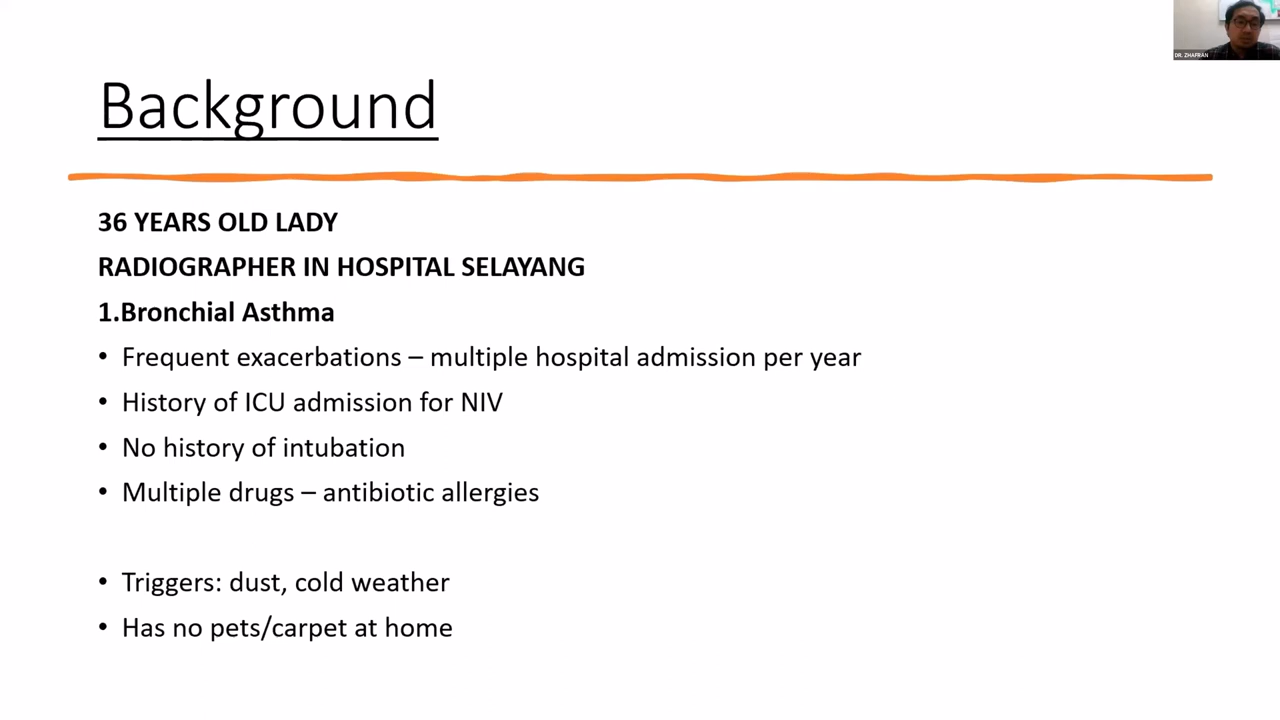 DR. ZHAFRAN
Background
36 YEARS OLD LADY
RADIOGRAPHER IN HOSPITAL SELAYANG
1.Bronchial Asthma
• Frequent exacerbations – multiple hospital admission per year
• History of ICU admission for NIV
• No history of intubation
• Multiple drugs – antibiotic allergies
• Triggers: dust, cold weather
• Has no pets/carpet at home